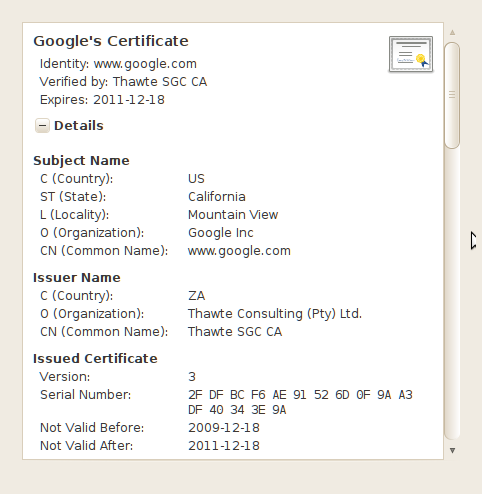 Google's Certificate
Identity: www.google.com
Verified by: Thawte SGC CA
Expires: 2011-12-18
Details
Subject Name
C (Country): US
ST (State): California
L (Locality): Mountain View
O (Organization): Google Inc
CN (Common Name): www.google.com
Issuer Name
C (Country): ZA
O (Organization): Thawte Consulting (Pty) Ltd.
CN (Common Name): Thawte SGC CA
Issued Certificate
Version: 3
Serial Number: 2F DF BC F6 AE 91 52 6D 0F 9A A3
DF 40 34 3E 9A
Not Valid Before: 2009-12-18
Not Valid After: 2011-12-18